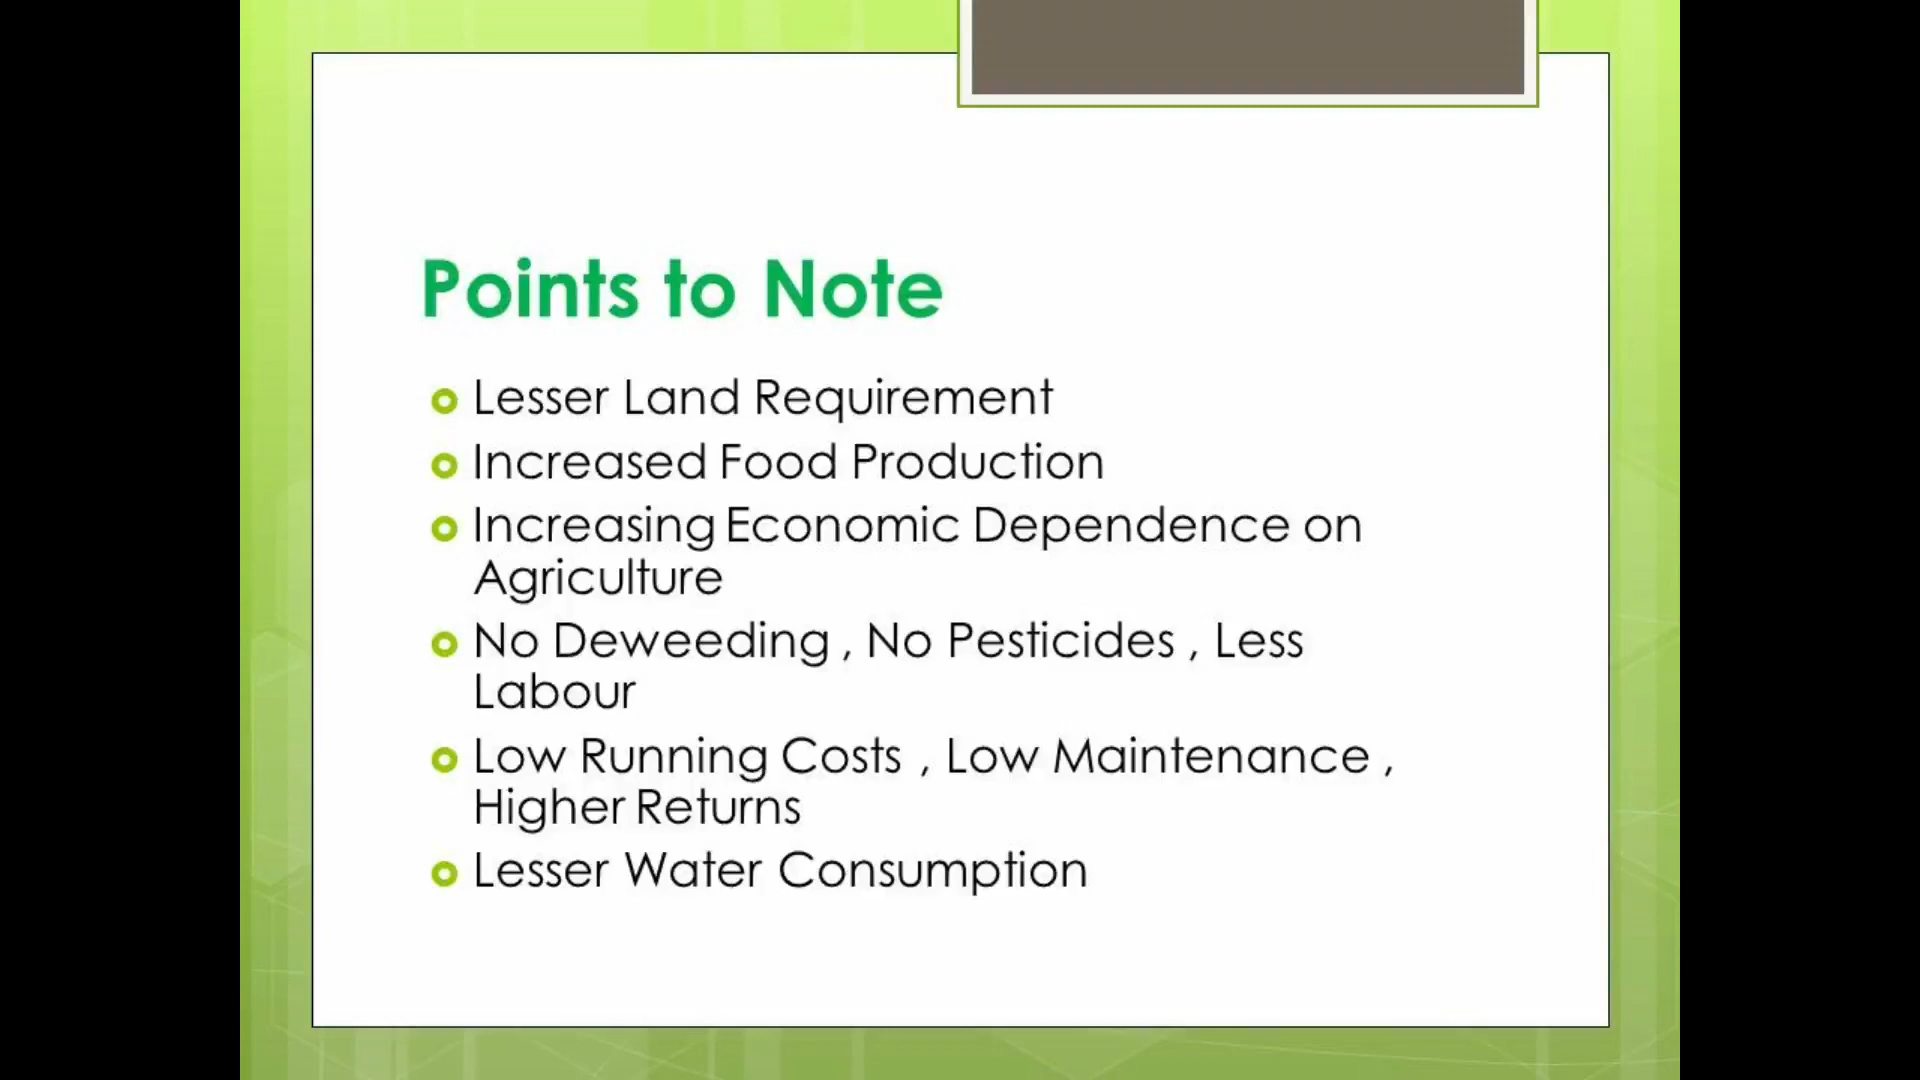 Points to Note
Lesser Land Requirement
Increased Food Production
Increasing Economic Dependence on
Agriculture
No Deweeding , No Pesticides , Less
Labour
Low Running Costs , Low Maintenance ,
Higher Returns
Lesser Water Consumption